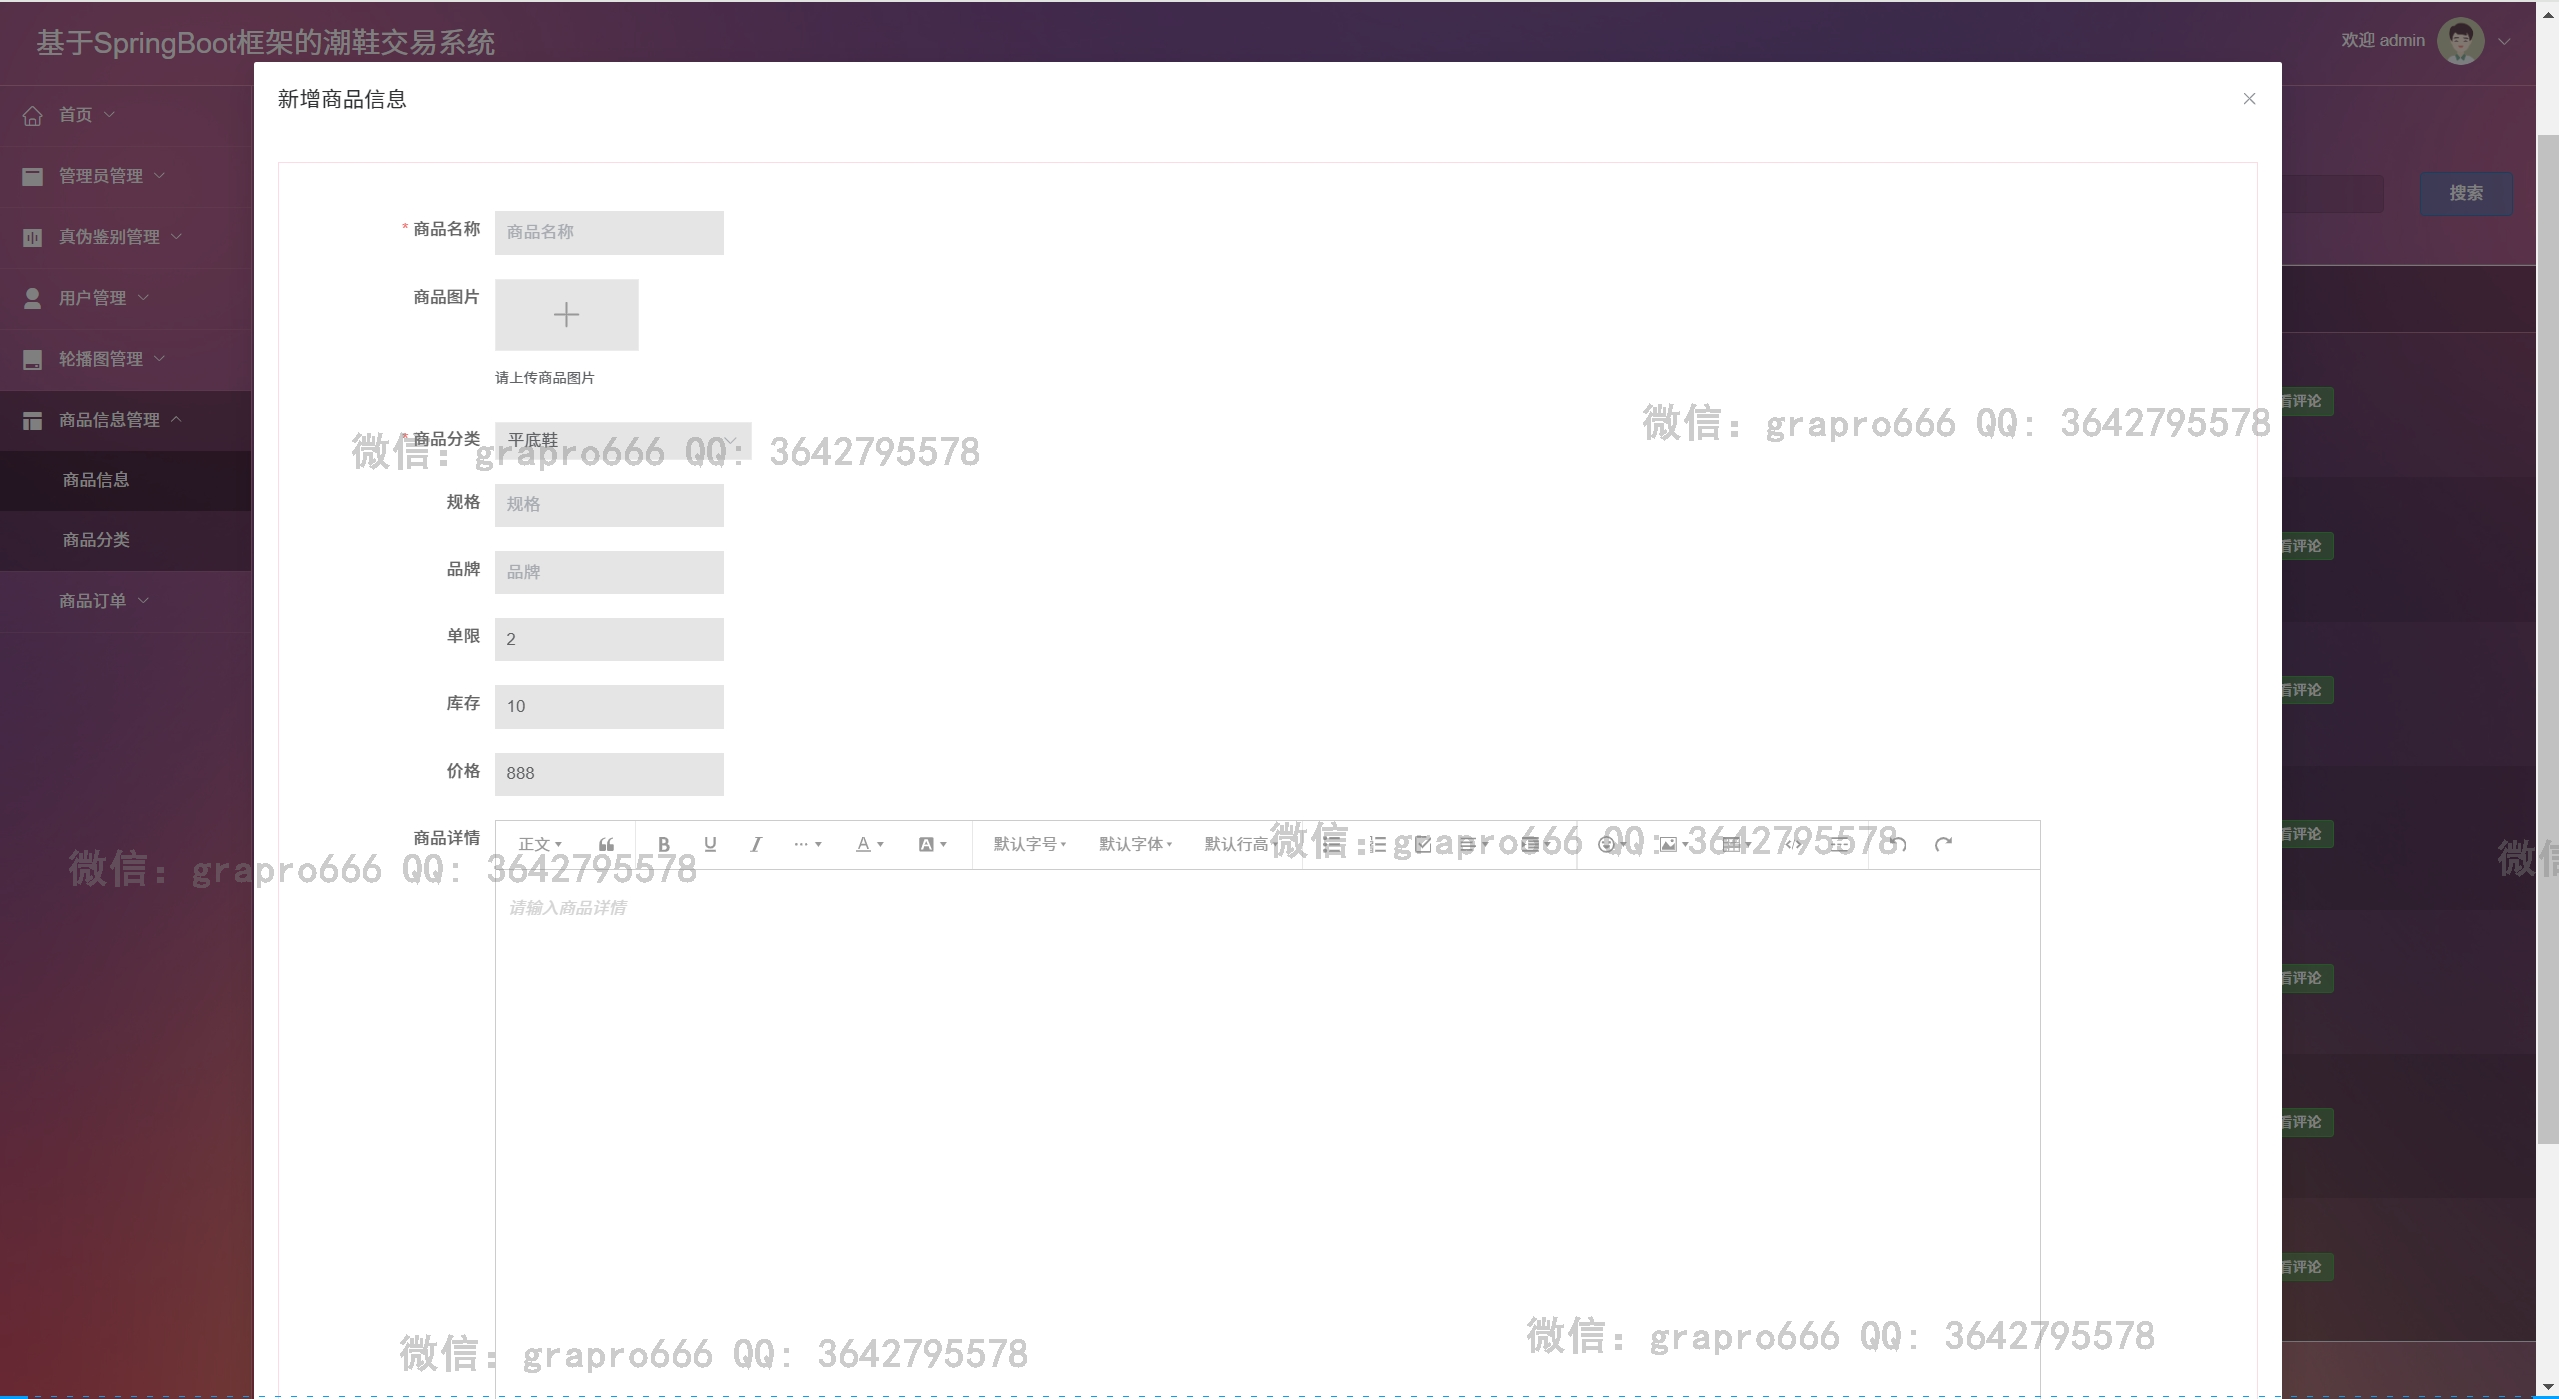 基于SpringBoot框架的潮鞋交易系统
欢迎 admin
新增商品信息
首页
管理员管理
真伪鉴别管理
用户管理
轮播图管理
商品信息管理
商品信息
商品分类
商品订单
搜索
* 商品名称 商品名称
商品图片
请上传商品图片
* 商品分类 平底鞋
规格 规格
品牌 品牌
单限 2
库存 10
价格 888
商品详情 正文 B U I ... A A 默认字号 默认字体 默认行高
请输入商品详情
看评论
看评论
看评论
看评论
看评论
看评论
看评论
微信：grapro666 QQ：3642795578
微信：grapro666 QQ：3642795578
微信：grapro666 QQ：3642795578
微信：grapro666 QQ：3642795578
微信
微信：grapro666 QQ：3642795578
微信：grapro666 QQ：3642795578